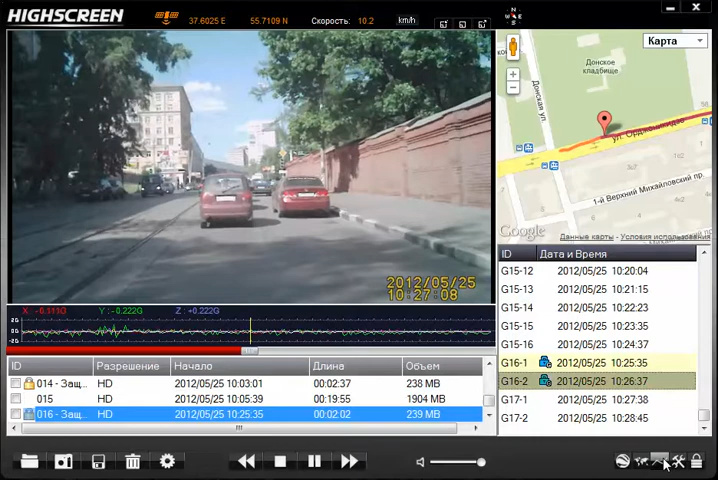 HIGHSCREEN
37.6025 E 55.7109 N Скорость: 10.2 km/h
N
W E
S
Карта
Донское
кладбище
Донская ул.
ул. Орджоникидзе
1-й Верхний Михайловский пр.
1с2
Google
Данные карты - Условия использования
2012/05/25
10:27:08
X : -0.111G Y : -0.222G Z : +0.222G
2G
0
2G
ID Разрешение Начало Длина Объем
014 - Защ... HD 2012/05/25 10:03:01 00:02:37 238 MB
015 HD 2012/05/25 10:05:39 00:19:55 1904 MB
016 - Защ... HD 2012/05/25 10:25:35 00:02:02 239 MB
ID Дата и Время
G15-12 2012/05/25 10:20:04
G15-13 2012/05/25 10:21:15
G15-14 2012/05/25 10:22:23
G15-15 2012/05/25 10:23:35
G15-16 2012/05/25 10:24:37
G16-1 2012/05/25 10:25:35
G16-2 2012/05/25 10:26:37
G17-1 2012/05/25 10:27:38
G17-2 2012/05/25 10:28:45